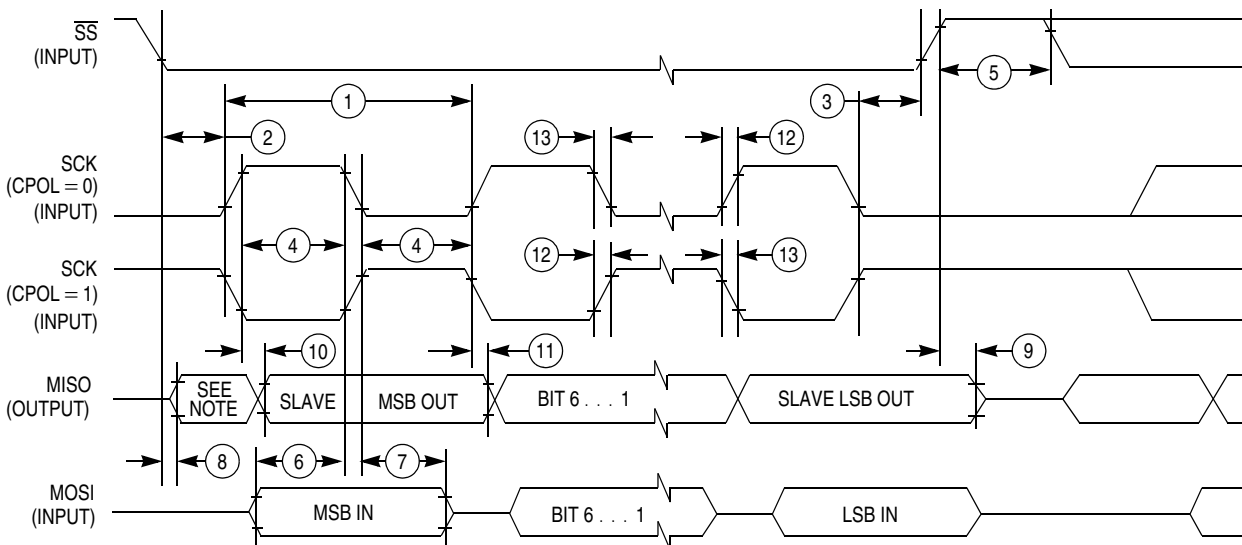 SS
(INPUT)
5
1
3
2
13
12
SCK
(CPOL = 0)
(INPUT)
4
4
SCK
(CPOL = 1)
(INPUT)
12
13
10
11
9
MISO
(OUTPUT)
SEE
NOTE
SLAVE
MSB OUT
BIT 6 . . . 1
SLAVE LSB OUT
8
6
7
MOSI
(INPUT)
MSB IN
BIT 6 . . . 1
LSB IN